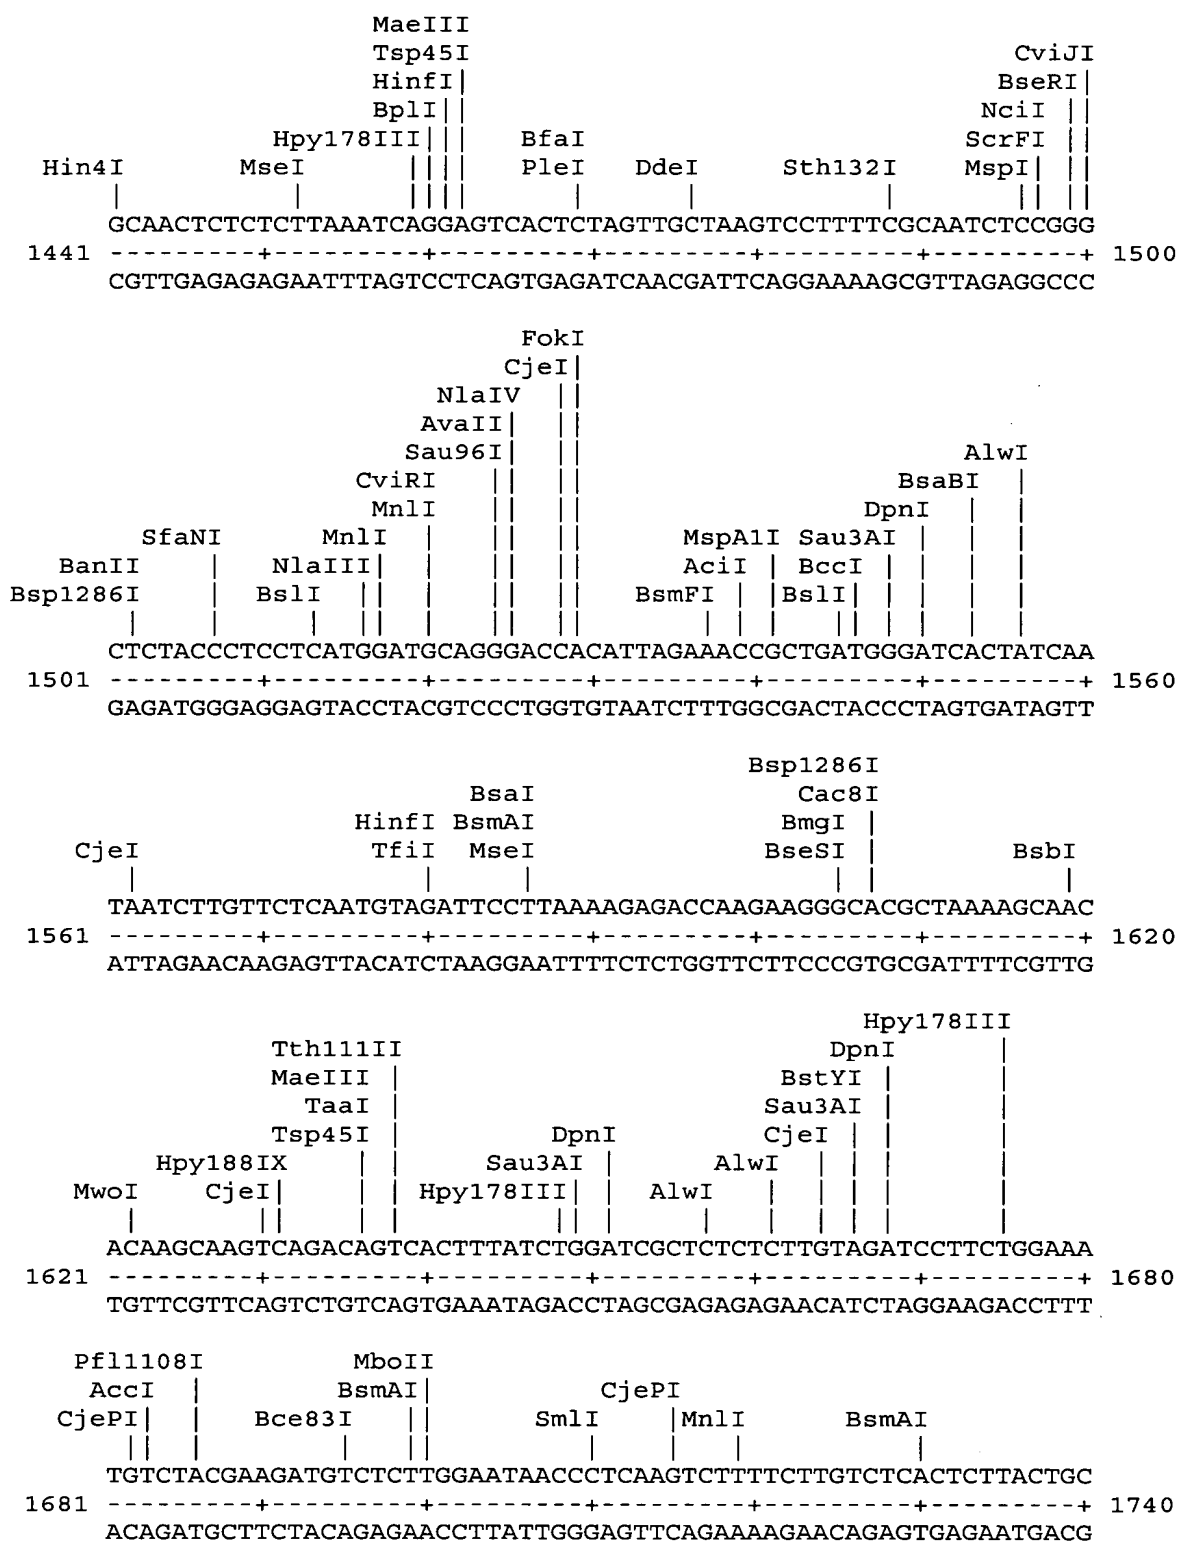 MaeIII
Tsp45I
HinfI
CviJI
BplI
BseRI
Hpy178III
BfaI
NciI
ScrFI
Hin4I MseI PleI DdeI Sth132I MspI
GCAACTCTCTCTTAAATCAGGAGTCACTCTAGTTGCTAAGTCCTTTTCGCAATCTCCGGG
1441 ---------+---------+---------+---------+---------+---------+ 1500
CGTTGAGAGAGAATTTAGTCCTCAGTGAGATCAACGATTCAGGAAAAGCGTTAGAGGCCC
FokI
CjeI
NlaIV
AvaII
Sau96I AlwI
CviRI BsaBI
MnlI DpnI
SfaNI MnlI MspA1I Sau3AI
BanII NlaIII AciI BccI
Bsp1286I BslI BsmFI BslI
CTCTACCCTCCTCATGGATGCAGGGACCACATTAGAAACCGCTGATGGGATCACTATCAA
1501 ---------+---------+---------+---------+---------+---------+ 1560
GAGATGGGAGGAGTACCTACGTCCCTGGTGTAATCTTTGGCGACTACCCTAGTGATAGTT
Bsp1286I
BsaI Cac8I
HinfI BsmAI BmgI
CjeI TfiI MseI BseSI BsbI
TAATCTTGTTCTCAATGTAGATTCCTTAAAAGAGACCAAGAAGGGCACGCTAAAAGCAAC
1561 ---------+---------+---------+---------+---------+---------+ 1620
ATTAGAACAAGAGTTACATCTAAGGAATTTTCTCTGGTTCTTCCCGTGCGATTTTCGTTG
Hpy178III
Tth111II DpnI
MaeIII BstYI
TaaI Sau3AI
Tsp45I DpnI CjeI
Hpy188IX Sau3AI AlwI
MwoI CjeI Hpy178III AlwI
ACAAGCAAGTCAGACAGTCACTTTATCTGGATCGCTCTCTCTTGTAGATCCTTCTGGAAA
1621 ---------+---------+---------+---------+---------+---------+ 1680
TGTTCGTTCAGTCTGTCAGTGAAATAGACCTAGCGAGAGAGAACATCTAGGAAGACCTTT
Pfl1108I MboII
AccI BsmAI CjePI
CjePI Bce83I SmlI MnlI BsmAI
TGTCTACGAAGATGTCTCTTGGAATAACCCTCAAGTCTTTTCTTGTCTCACTCTTACTGC
1681 ---------+---------+---------+---------+---------+---------+ 1740
ACAGATGCTTCTACAGAGAACCTTATTGGGAGTTCAGAAAAGAACAGAGTGAGAATGACG